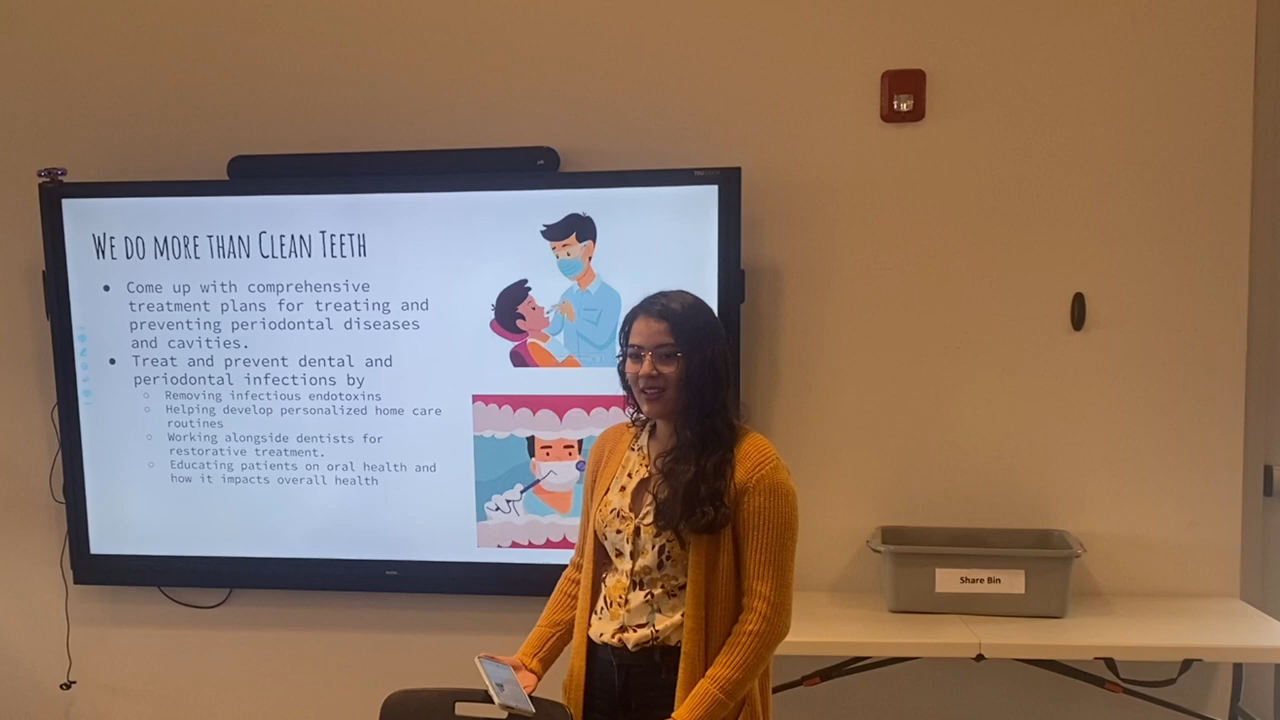 We do more than Clean Teeth
● Come up with comprehensive
treatment plans for treating and
preventing periodontal diseases
and cavities.
● Treat and prevent dental and
periodontal infections by
○ Removing infectious endotoxins
○ Helping develop personalized home care
routines
○ Working alongside dentists for
restorative treatment.
○ Educating patients on oral health and
how it impacts overall health
Share Bin